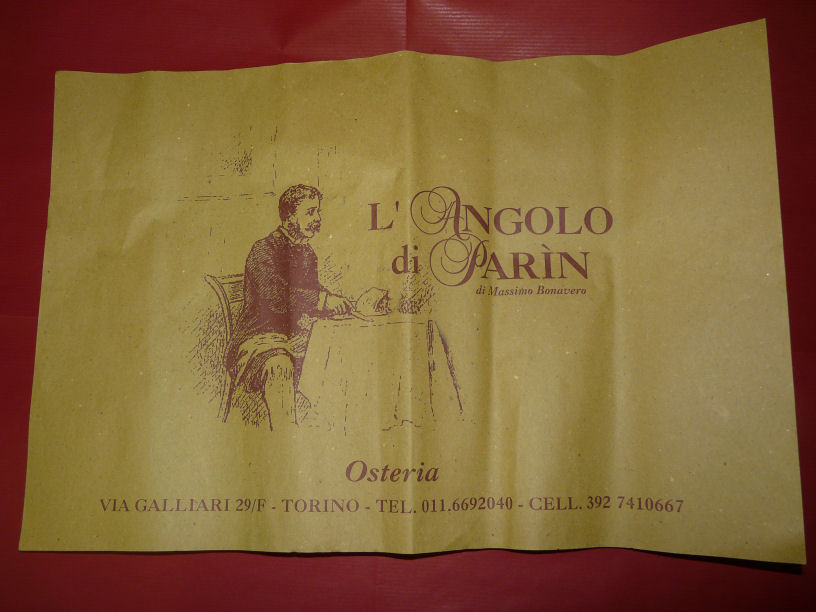 L'ANGOLO
di PARÌN
di Massimo Bonavero
Osteria
VIA GALLIARI 29/F - TORINO - TEL. 011.6692040 - CELL. 392 7410667